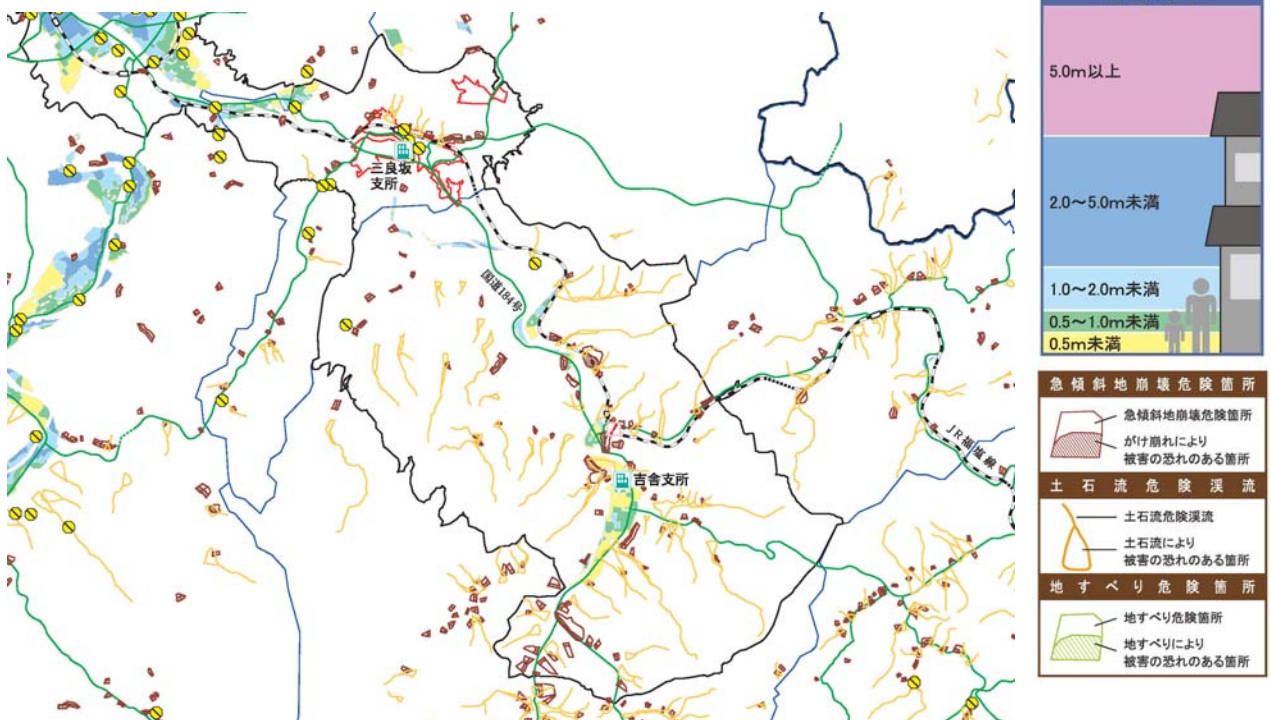 三良坂
支所
国道184号
吉舎支所
JR福塩線
5.0m以上
2.0～5.0m未満
1.0～2.0m未満
0.5～1.0m未満
0.5m未満
急傾斜地崩壊危険箇所
急傾斜地崩壊危険箇所
がけ崩れにより
被害の恐れのある箇所
土石流危険渓流
土石流危険渓流
土石流により
被害の恐れのある箇所
地すべり危険箇所
地すべり危険箇所
地すべりにより
被害の恐れのある箇所